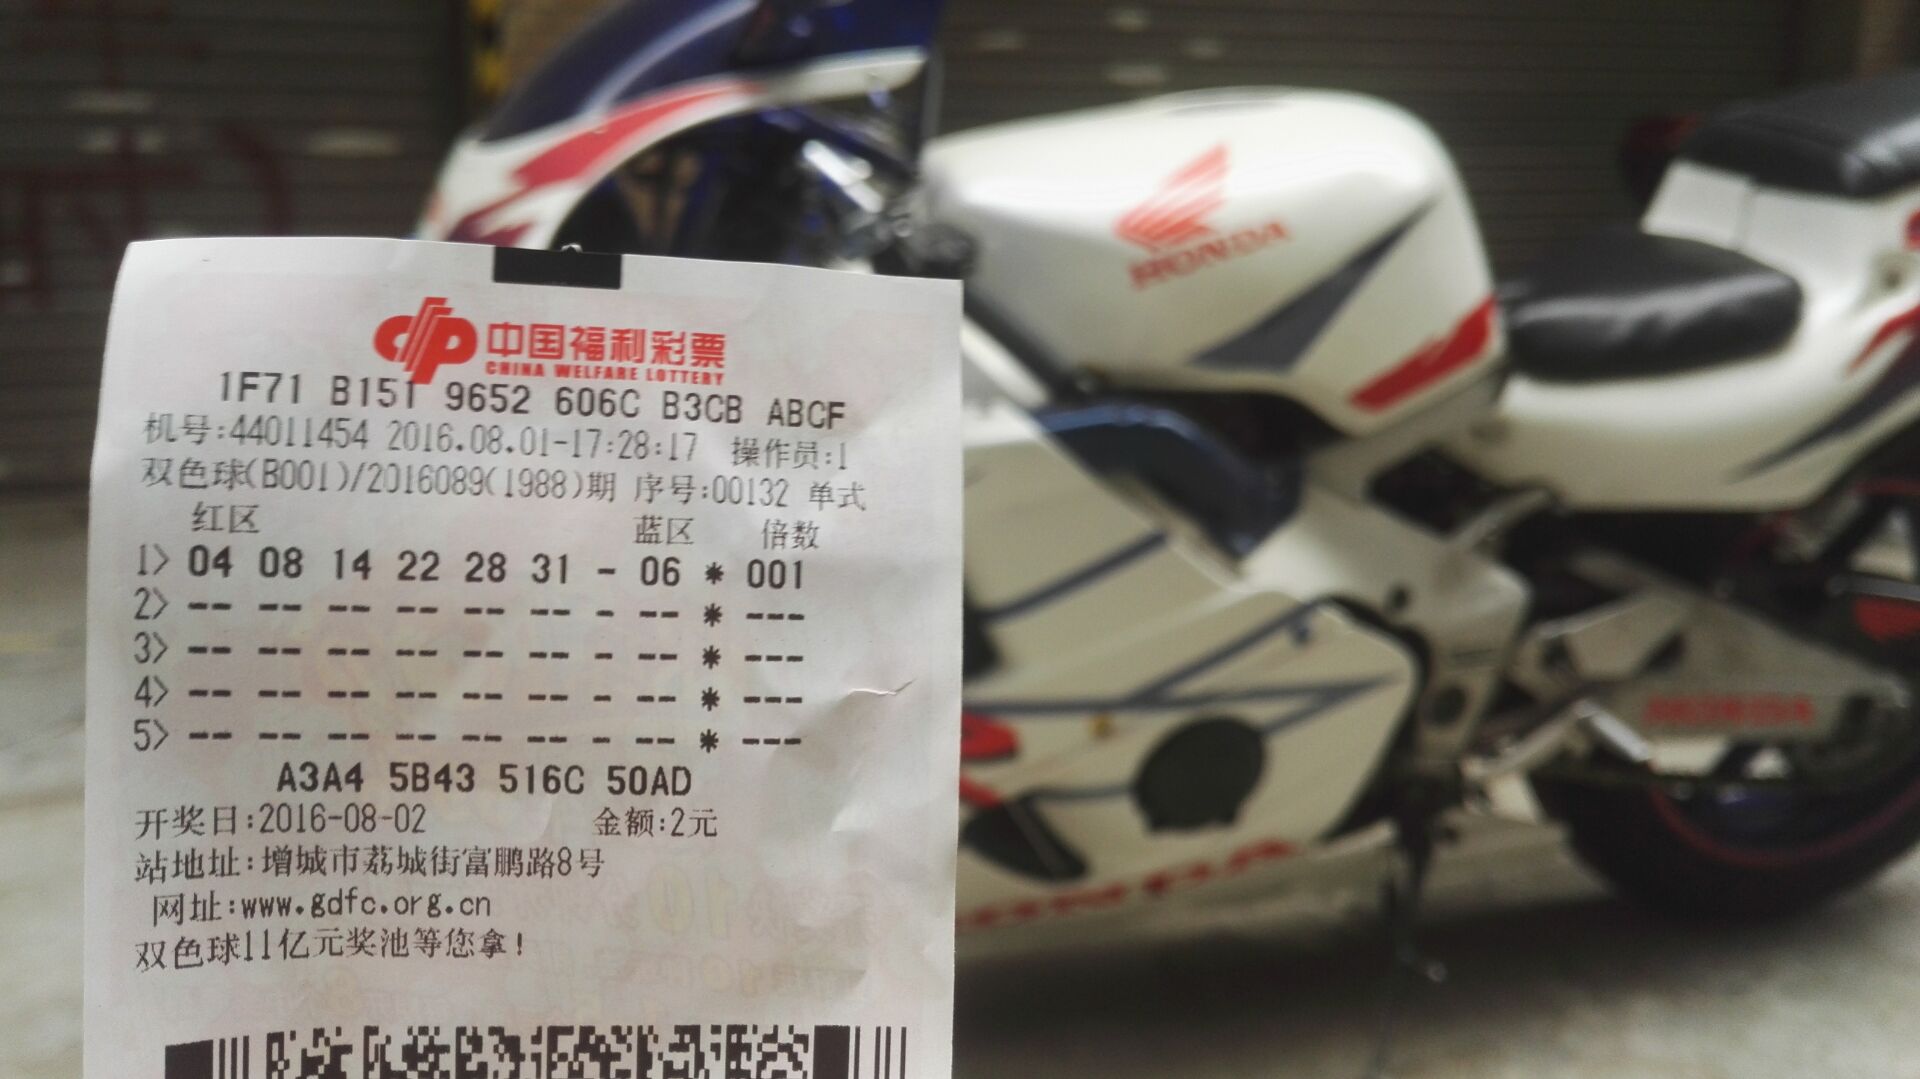 中国福利彩票
CHINA WELFARE LOTTERY
1F71 B151 9652 606C B3CB ABCF
机号:44011454 2016.08.01-17:28:17 操作员:1
双色球(B001)/2016089(1988)期 序号:00132 单式
红区 蓝区 倍数
1> 04 08 14 22 28 31 - 06 * 001
2> -- -- -- -- -- -- - -- * ---
3> -- -- -- -- -- -- - -- * ---
4> -- -- -- -- -- -- - -- * ---
5> -- -- -- -- -- -- - -- * ---
A3A4 5B43 516C 50AD
开奖日:2016-08-02 金额:2元
站地址:增城市荔城街富鹏路8号
网址:www.gdfc.org.cn
双色球11亿元奖池等您拿!
HONDA
HONDA
HONDA